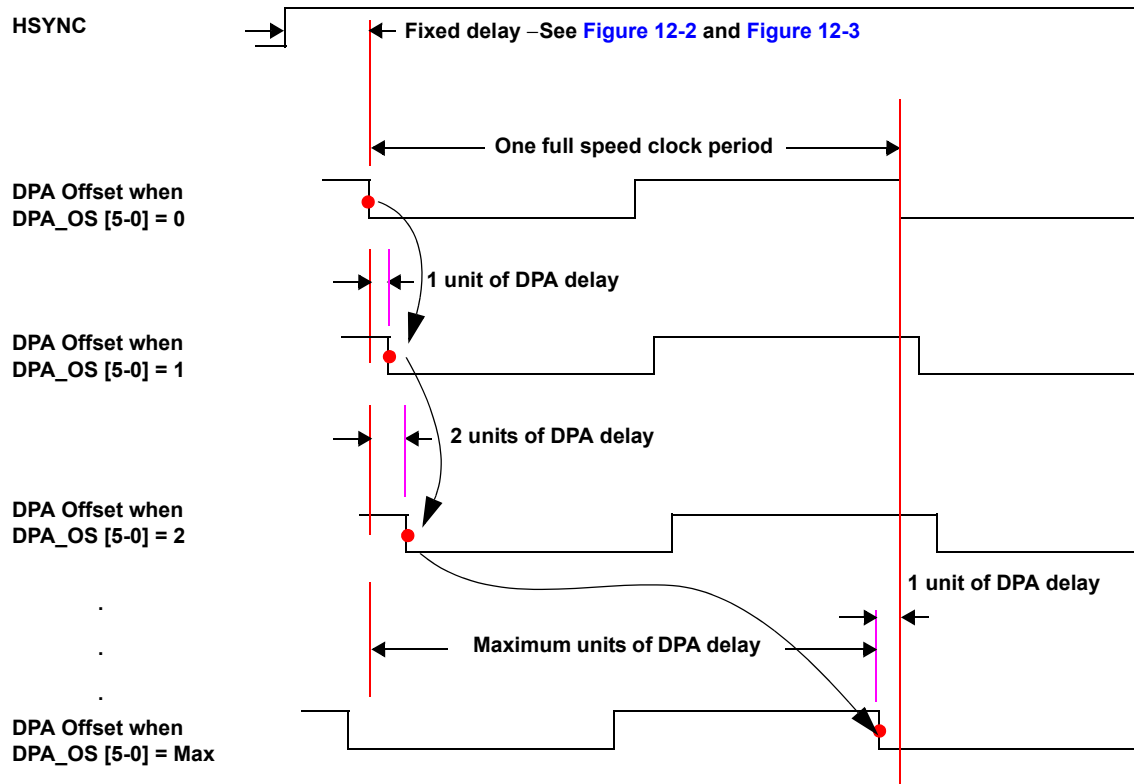 HSYNC
Fixed delay –See Figure 12-2 and Figure 12-3
One full speed clock period
DPA Offset when
DPA_OS [5-0] = 0
1 unit of DPA delay
DPA Offset when
DPA_OS [5-0] = 1
2 units of DPA delay
DPA Offset when
DPA_OS [5-0] = 2
1 unit of DPA delay
.
Maximum units of DPA delay
.
.
DPA Offset when
DPA_OS [5-0] = Max